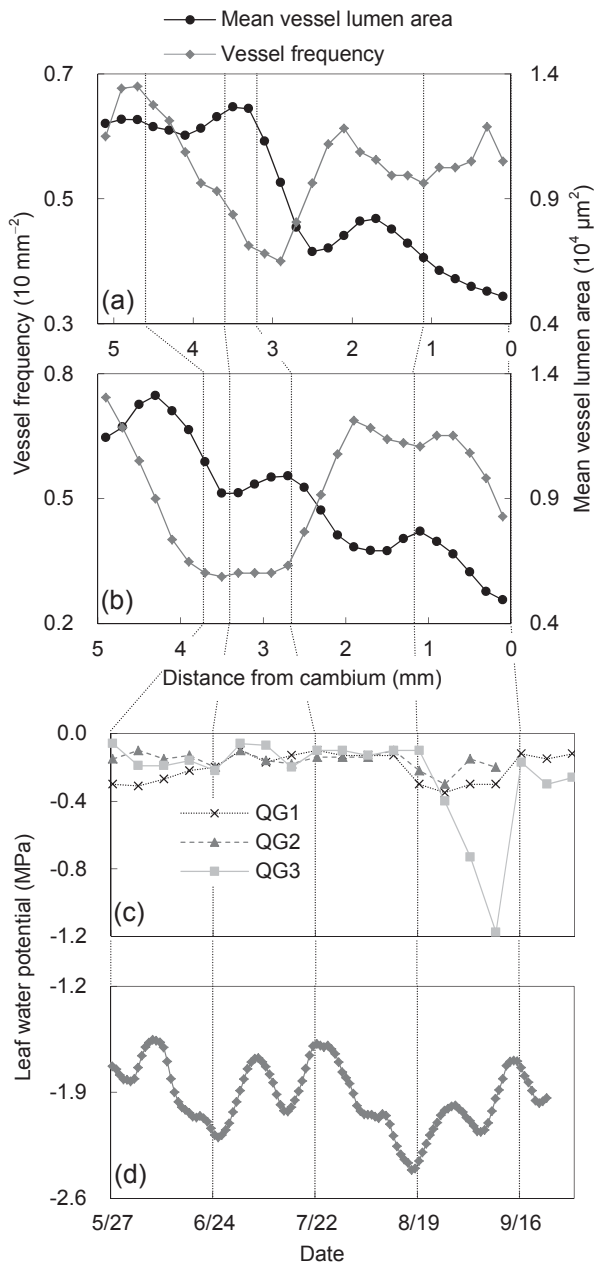 Mean vessel lumen area
Vessel frequency
0.7
0.5
0.3
1.4
0.9
0.4
(a)
5 4 3 2 1 0
Vessel frequency (10 mm⁻²)
Mean vessel lumen area (10⁴ μm²)
0.8
0.5
0.2
1.4
0.9
0.4
(b)
5 4 3 2 1 0
Distance from cambium (mm)
0.0
-0.4
-0.8
-1.2
QG1
QG2
QG3
(c)
Leaf water potential (MPa)
-1.2
-1.9
-2.6
(d)
5/27 6/24 7/22 8/19 9/16
Date